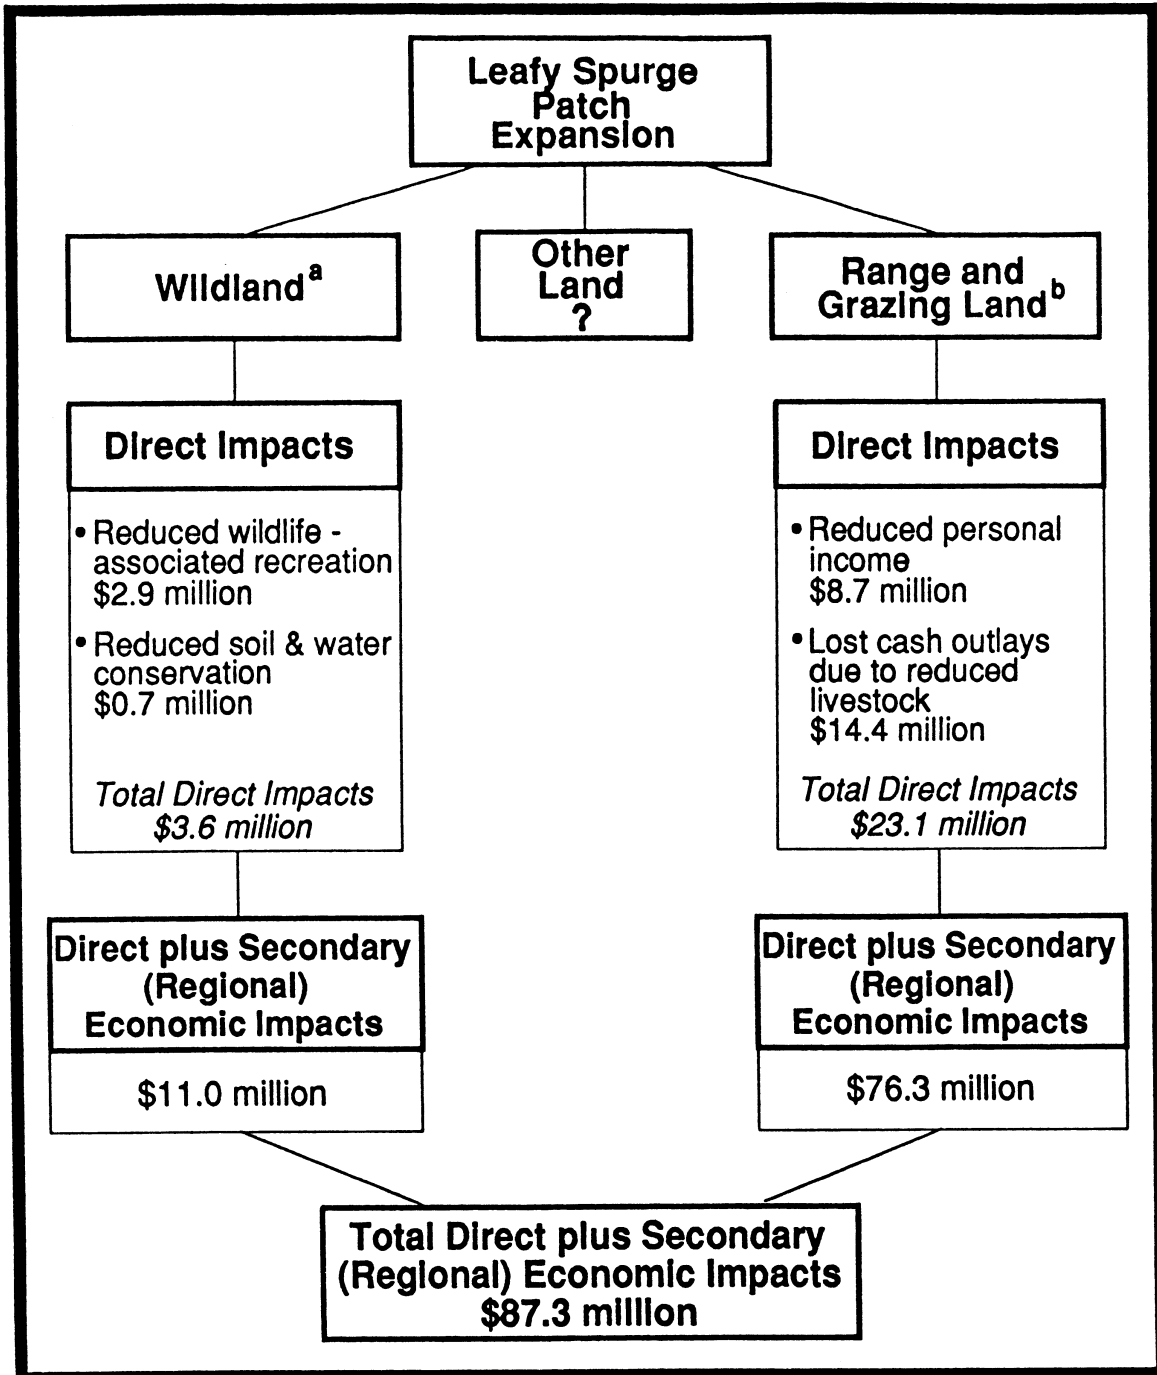 Leafy Spurge
Patch
Expansion
Wildland a
Other
Land
?
Range and
Grazing Land b
Direct Impacts
• Reduced wildlife -
associated recreation
$2.9 million
• Reduced soil & water
conservation
$0.7 million
Total Direct Impacts
$3.6 million
Direct Impacts
• Reduced personal
income
$8.7 million
• Lost cash outlays
due to reduced
livestock
$14.4 million
Total Direct Impacts
$23.1 million
Direct plus Secondary
(Regional)
Economic Impacts
$11.0 million
Direct plus Secondary
(Regional)
Economic Impacts
$76.3 million
Total Direct plus Secondary
(Regional) Economic Impacts
$87.3 million